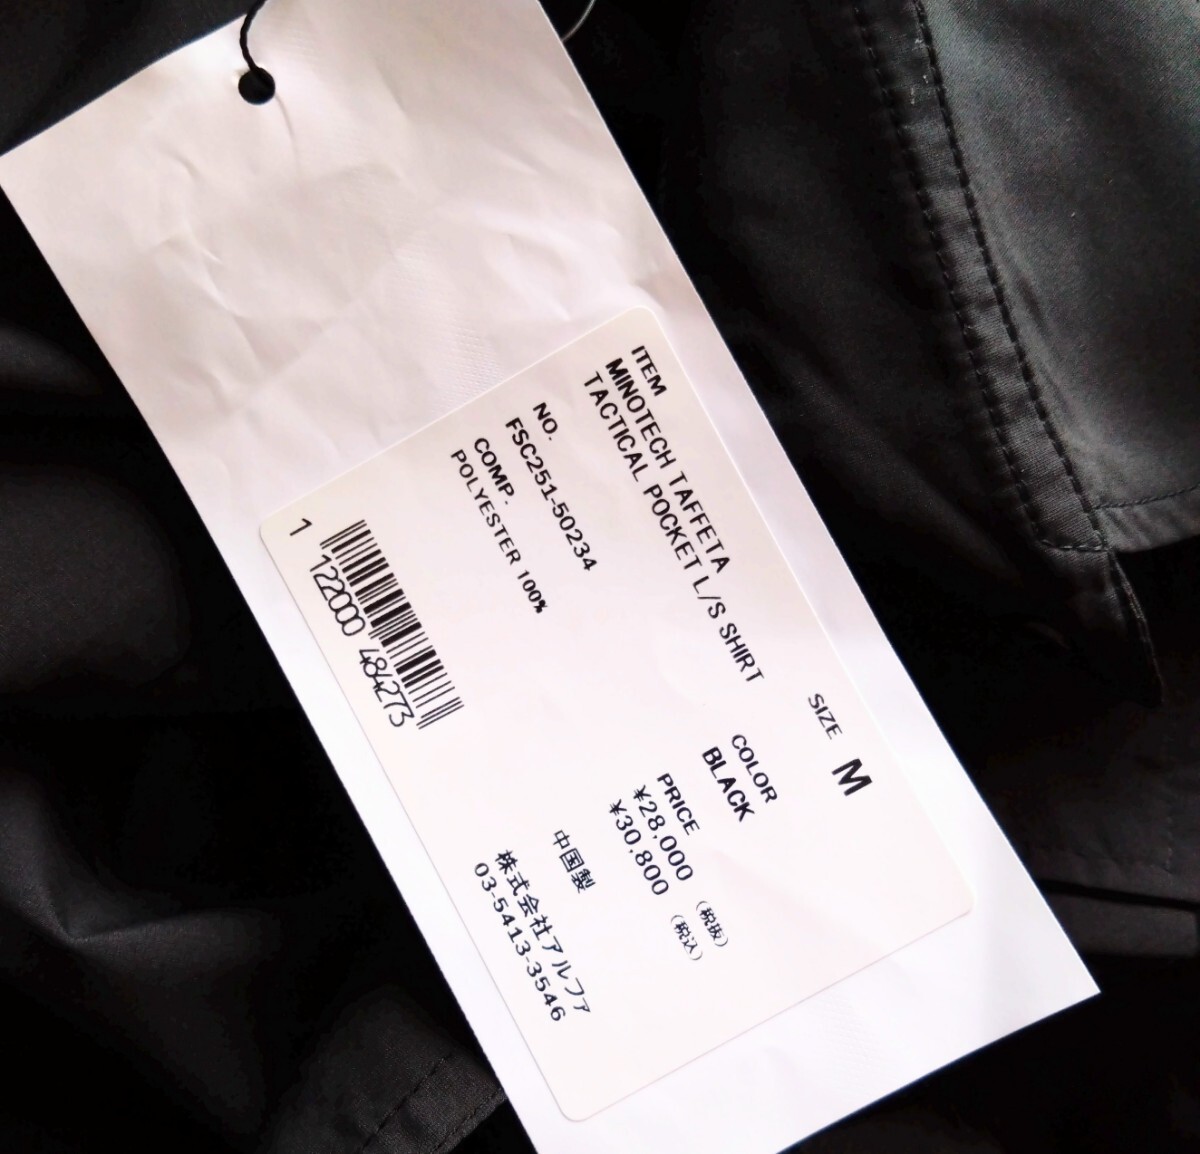 ITEM
MINOTECH TAFFETA
TACTICAL POCKET L/S SHIRT
SIZE M
NO.
FSC251-50234
COLOR
BLACK
COMP.
POLYESTER 100%
PRICE
¥28,000 (税抜)
¥30,800 (税込)
1 122000 484273
中国製
株式会社アルファ
03-5413-3546